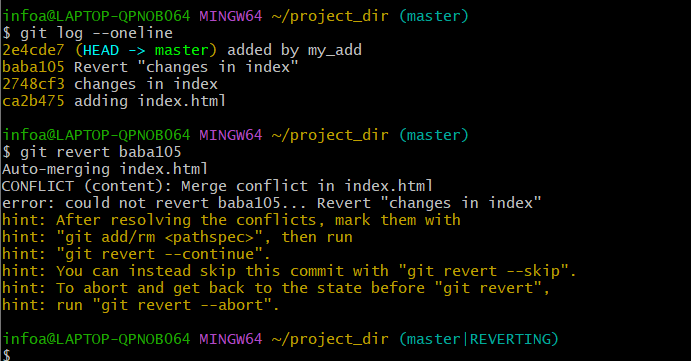 infoa@LAPTOP-QPNOB064 MINGW64 ~/project_dir (master)
$ git log --oneline
2e4cde7 (HEAD -> master) added by my_add
baba105 Revert "changes in index"
2748cf3 changes in index
ca2b475 adding index.html
infoa@LAPTOP-QPNOB064 MINGW64 ~/project_dir (master)
$ git revert baba105
Auto-merging index.html
CONFLICT (content): Merge conflict in index.html
error: could not revert baba105... Revert "changes in index"
hint: After resolving the conflicts, mark them with
hint: "git add/rm <pathspec>", then run
hint: "git revert --continue".
hint: You can instead skip this commit with "git revert --skip".
hint: To abort and get back to the state before "git revert",
hint: run "git revert --abort".
infoa@LAPTOP-QPNOB064 MINGW64 ~/project_dir (master|REVERTING)
$